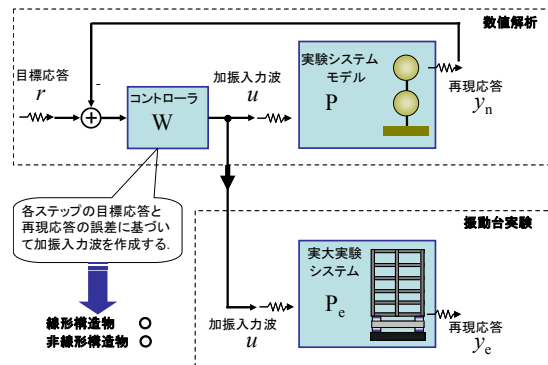 数値解析
目標応答
r
-
+
コントローラ
W
加振入力波
u
実験システム
モデル
P
再現応答
yn
各ステップの目標応答と
再現応答の誤差に基づい
て加振入力波を作成する.
線形構造物 ○
非線形構造物 ○
振動台実験
加振入力波
u
実大実験
システム
Pe
再現応答
ye